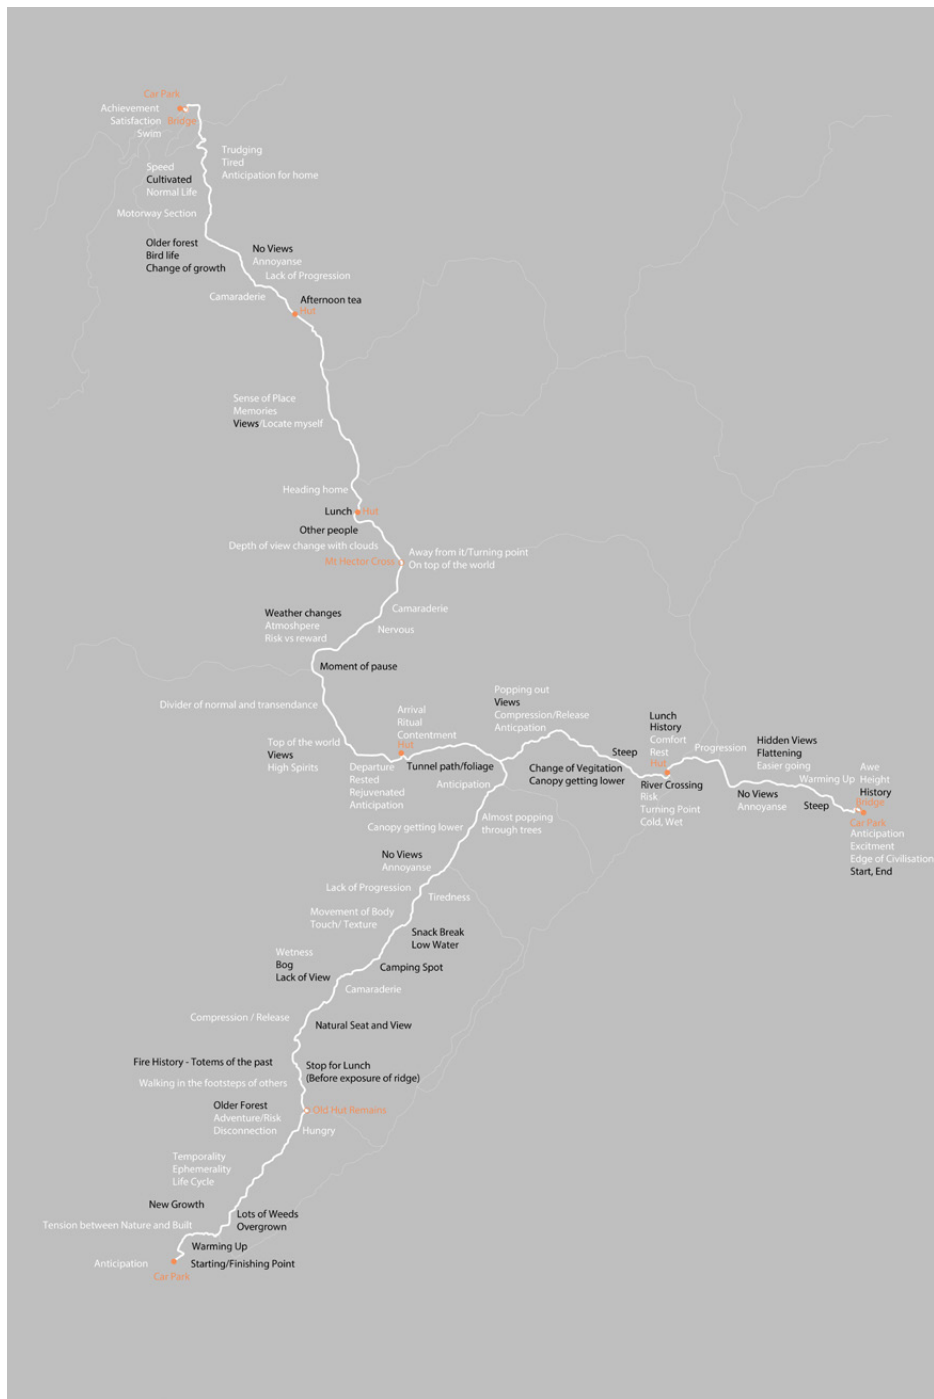 Car Park
Achievement
Satisfaction
Bridge
Swim
Trudging
Tired
Anticipation for home
Speed
Cultivated
Normal Life
Motorway Section
Older forest
Bird life
Change of growth
No Views
Annoyanse
Lack of Progression
Camaraderie
Afternoon tea
Hut
Sense of Place
Memories
Views/Locate myself
Heading home
Lunch
Hut
Other people
Depth of view change with clouds
Mt Hector Cross
Away from it/Turning point
On top of the world
Weather changes
Atmoshpere
Risk vs reward
Camaraderie
Nervous
Moment of pause
Divider of normal and transendance
Top of the world
Views
High Spirits
Arrival
Ritual
Contentment
Hut
Departure
Rested
Rejuvenated
Anticipation
Tunnel path/foliage
Anticipation
Popping out
Views
Compression/Release
Anticpation
Steep
Change of Vegitation
Canopy getting lower
Lunch
History
Comfort
Rest
Hut
River Crossing
Risk
Turning Point
Cold, Wet
Progression
Hidden Views
Flattening
Easier going
No Views
Annoyanse
Warming Up
Steep
Awe
Height
History
Bridge
Car Park
Anticipation
Excitment
Edge of Civilisation
Start, End
Almost popping
through trees
Canopy getting lower
No Views
Annoyanse
Lack of Progression
Tiredness
Movement of Body
Touch/ Texture
Snack Break
Low Water
Wetness
Bog
Lack of View
Camping Spot
Camaraderie
Compression / Release
Natural Seat and View
Fire History - Totems of the past
Walking in the footsteps of others
Stop for Lunch
(Before exposure of ridge)
Older Forest
Adventure/Risk
Disconnection
Old Hut Remains
Hungry
Temporality
Ephemerality
Life Cycle
New Growth
Lots of Weeds
Overgrown
Tension between Nature and Built
Warming Up
Anticipation
Starting/Finishing Point
Car Park